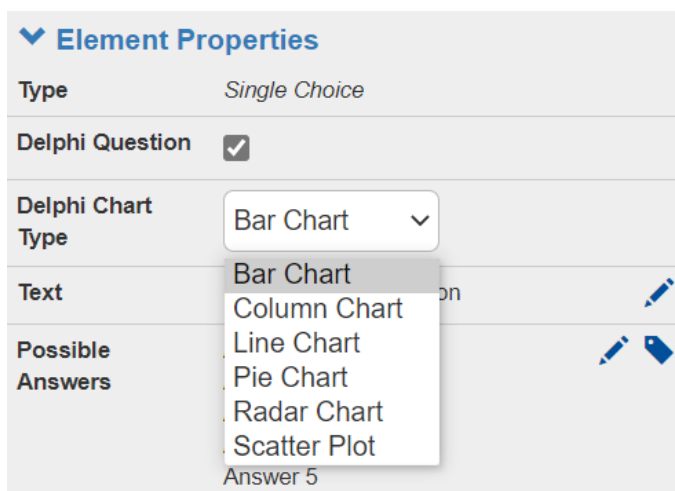 Element Properties
Type Single Choice
Delphi Question
Delphi Chart Type Bar Chart
Bar Chart
Text
Column Chart
Line Chart
Possible Answers
Pie Chart
Radar Chart
Scatter Plot
Answer 5